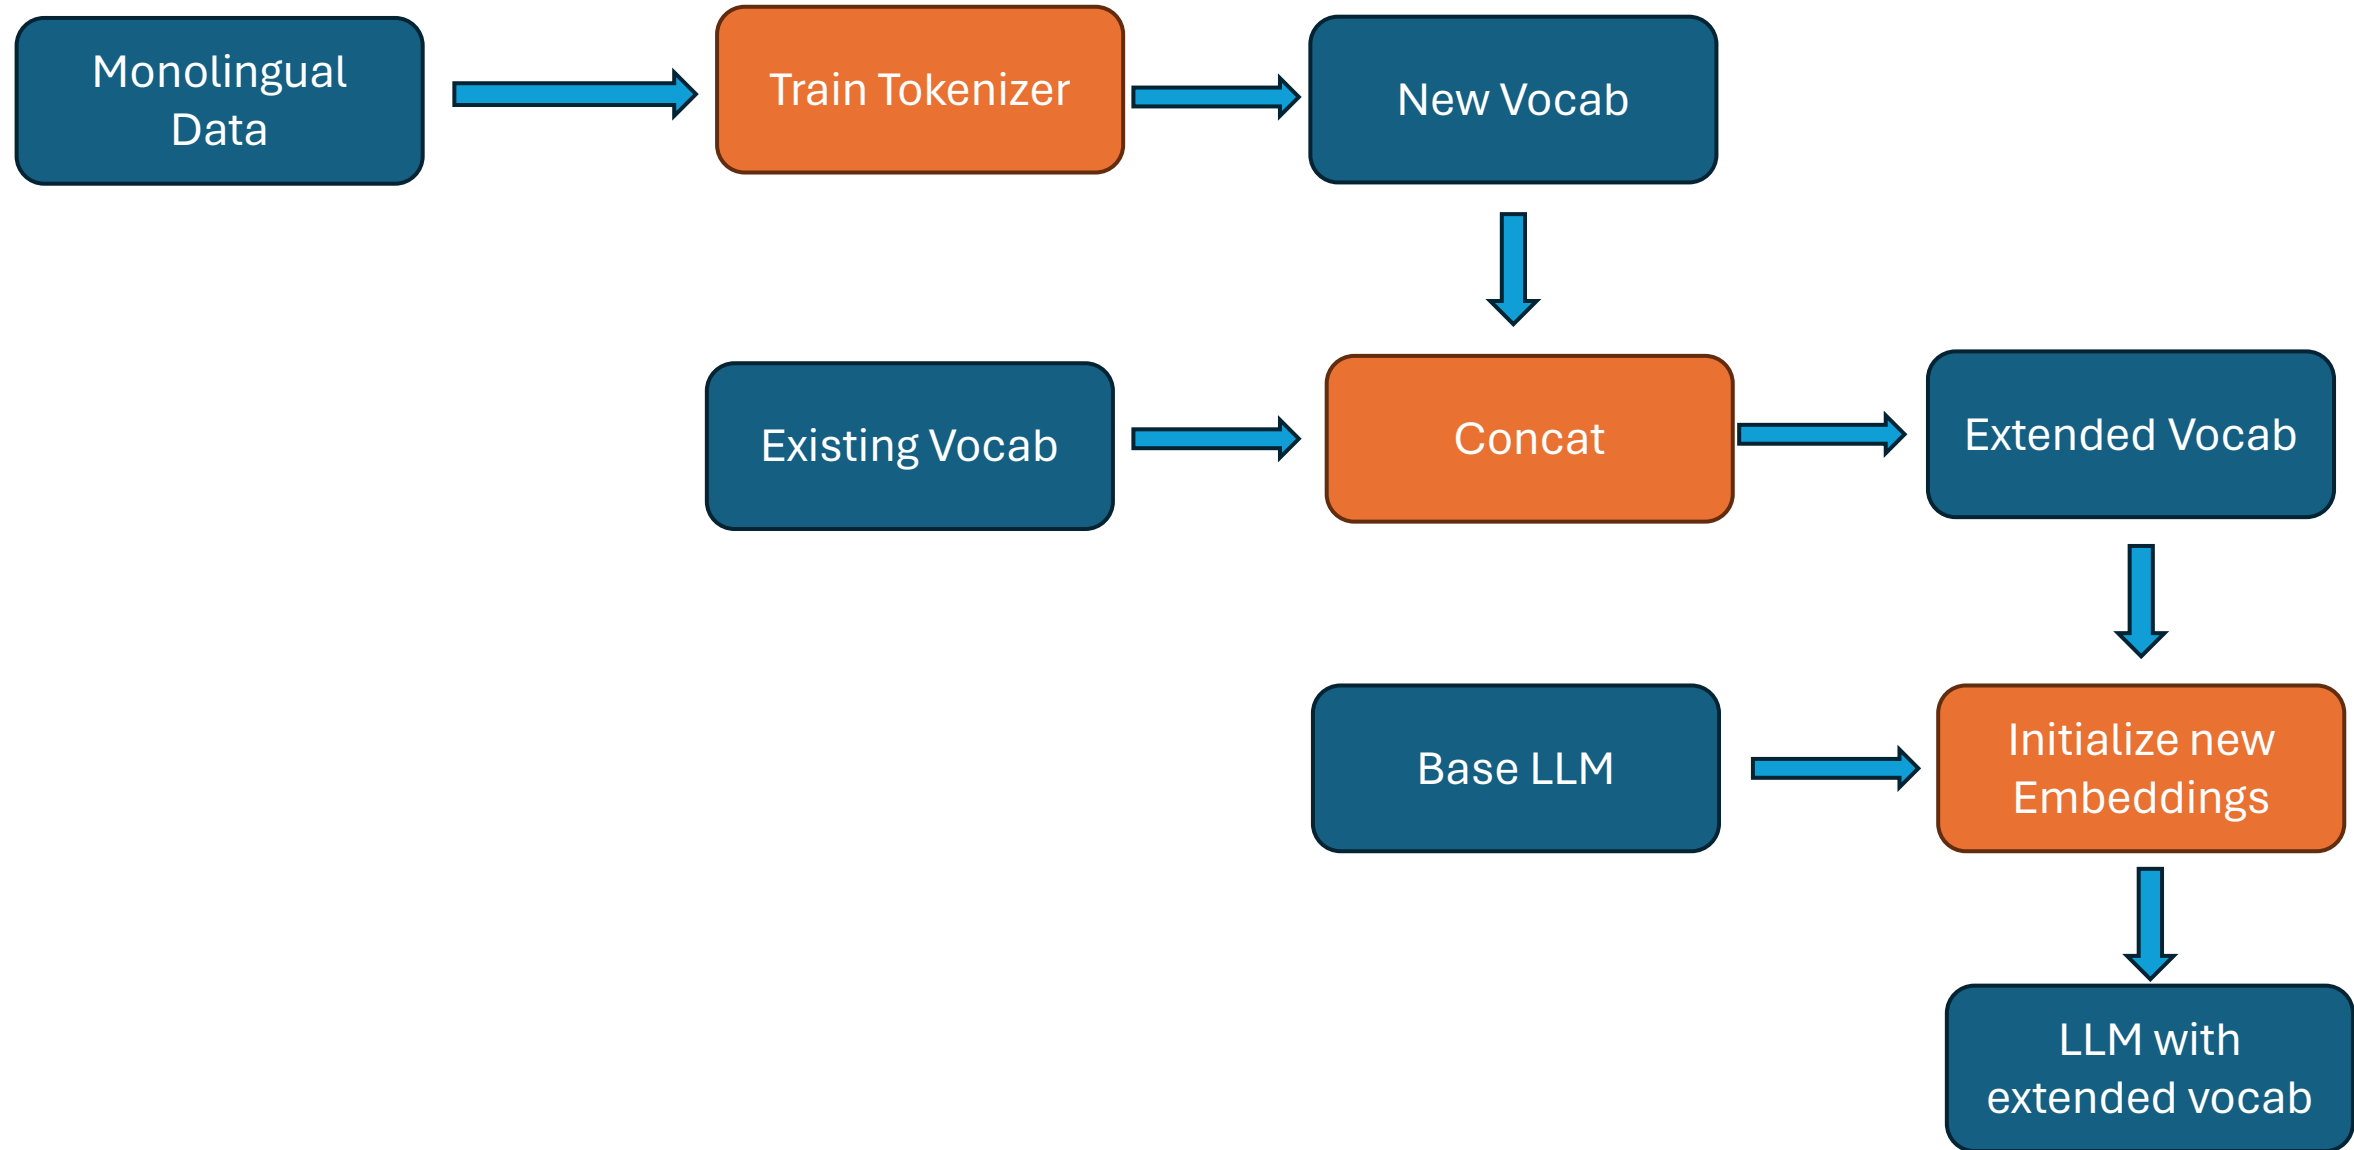 Monolingual
Data
Train Tokenizer
New Vocab
Existing Vocab
Concat
Extended Vocab
Base LLM
Initialize new
Embeddings
LLM with
extended vocab